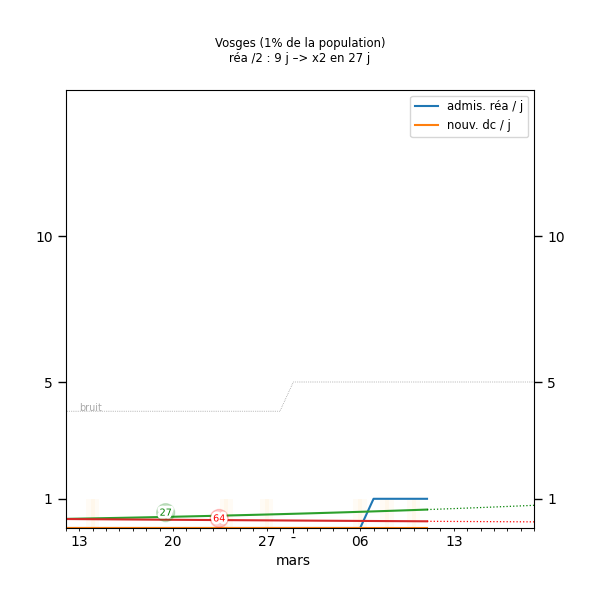 Vosges (1% de la population)
réa /2 : 9 j –> x2 en 27 j
admis. réa / j
nouv. dc / j
10 10
5 5
bruit
1 1
27
64
13 20 27 - 06 13
mars